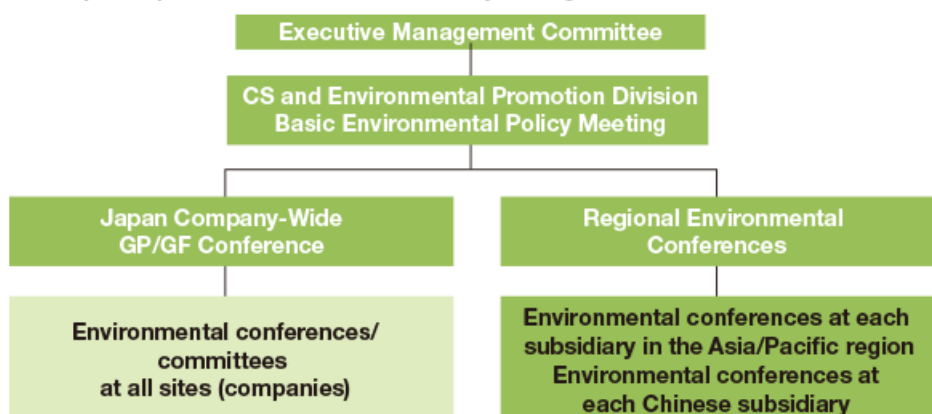 Executive Management Committee
CS and Environmental Promotion Division
Basic Environmental Policy Meeting
Japan Company-Wide
GP/GF Conference
Regional Environmental
Conferences
Environmental conferences/
committees
at all sites (companies)
Environmental conferences at each
subsidiary in the Asia/Pacific region
Environmental conferences at
each Chinese subsidiary